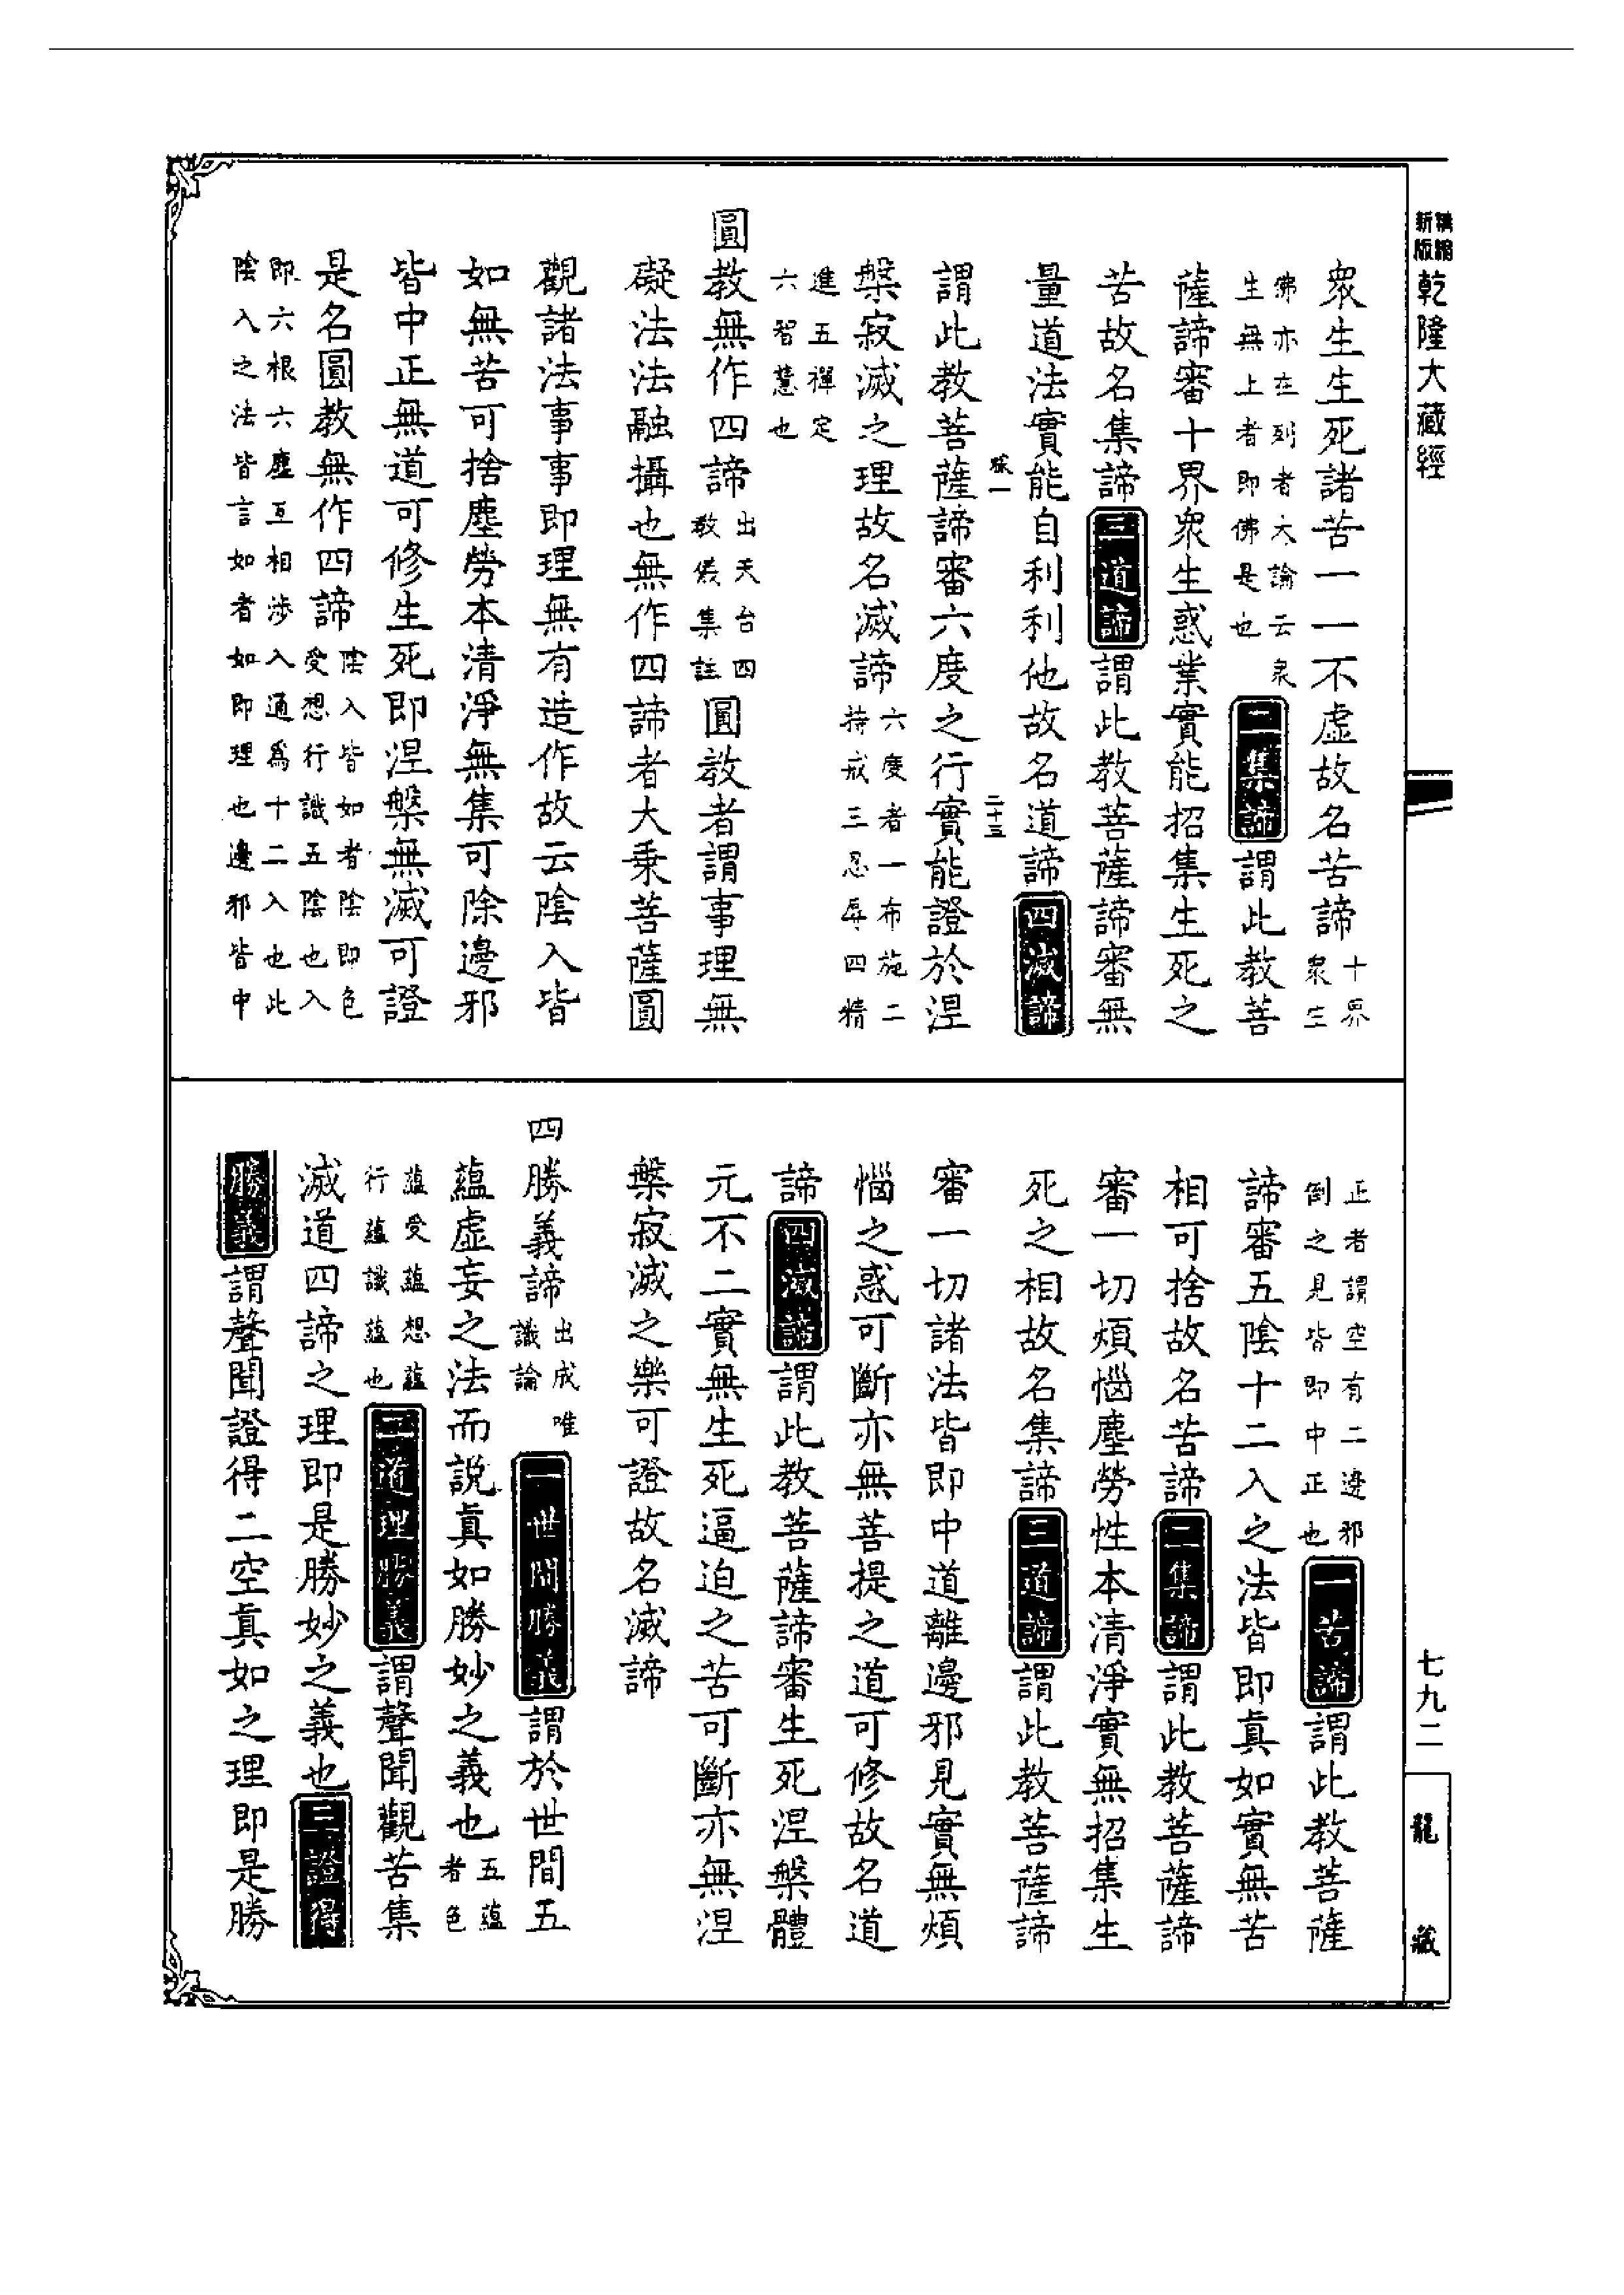 新版 精縮 乾隆大藏經
衆生生死諸苦一一不虛故名苦諦十界衆生
佛亦在列者大論云衆生無上者即佛是也二集諦謂此教菩
薩諦審十界衆生惑業實能招集生死之
苦故名集諦三道諦謂此教菩薩諦審無
量道法實能自利利他故名道諦四滅諦
二十三
謂此教菩薩諦審六度之行實能證於涅
槃寂滅之理故名滅諦六度者一布施二持戒三忍辱四精
進五禪定六智慧也
圓教無作四諦出天台四教儀集註圓教者謂事理無
礙法法融攝也無作四諦者大乘菩薩圓
觀諸法事事即理無有造作故云陰入皆
如無苦可捨塵勞本清淨無集可除邊邪
皆中正無道可修生死即涅槃無滅可證
是名圓教無作四諦陰入皆如者陰即色受想行識五陰也入
即六根六塵互相涉入通爲十二入也此陰入之法皆言如者如即理也邊邪皆中
正者謂空有二邊邪倒之見皆即中正也一苦諦謂此教菩薩
諦審五陰十二入之法皆即真如實無苦
相可捨故名苦諦二集諦謂此教菩薩諦
審一切煩惱塵勞性本清淨實無招集生
死之相故名集諦三道諦謂此教菩薩諦
審一切諸法皆即中道離邊邪見實無煩
惱之惑可斷亦無菩提之道可修故名道
諦四滅諦謂此教菩薩諦審生死涅槃體
元不二實無生死逼迫之苦可斷亦無涅
槃寂滅之樂可證故名滅諦
四勝義諦出成唯識論一世間勝義謂於世間五
蘊虛妄之法而說真如勝妙之義也五蘊者色
蘊受蘊想蘊行蘊識蘊也二道理勝義謂聲聞觀苦集
滅道四諦之理即是勝妙之義也三證得
勝義謂聲聞證得二空真如之理即是勝
七九二
龍藏